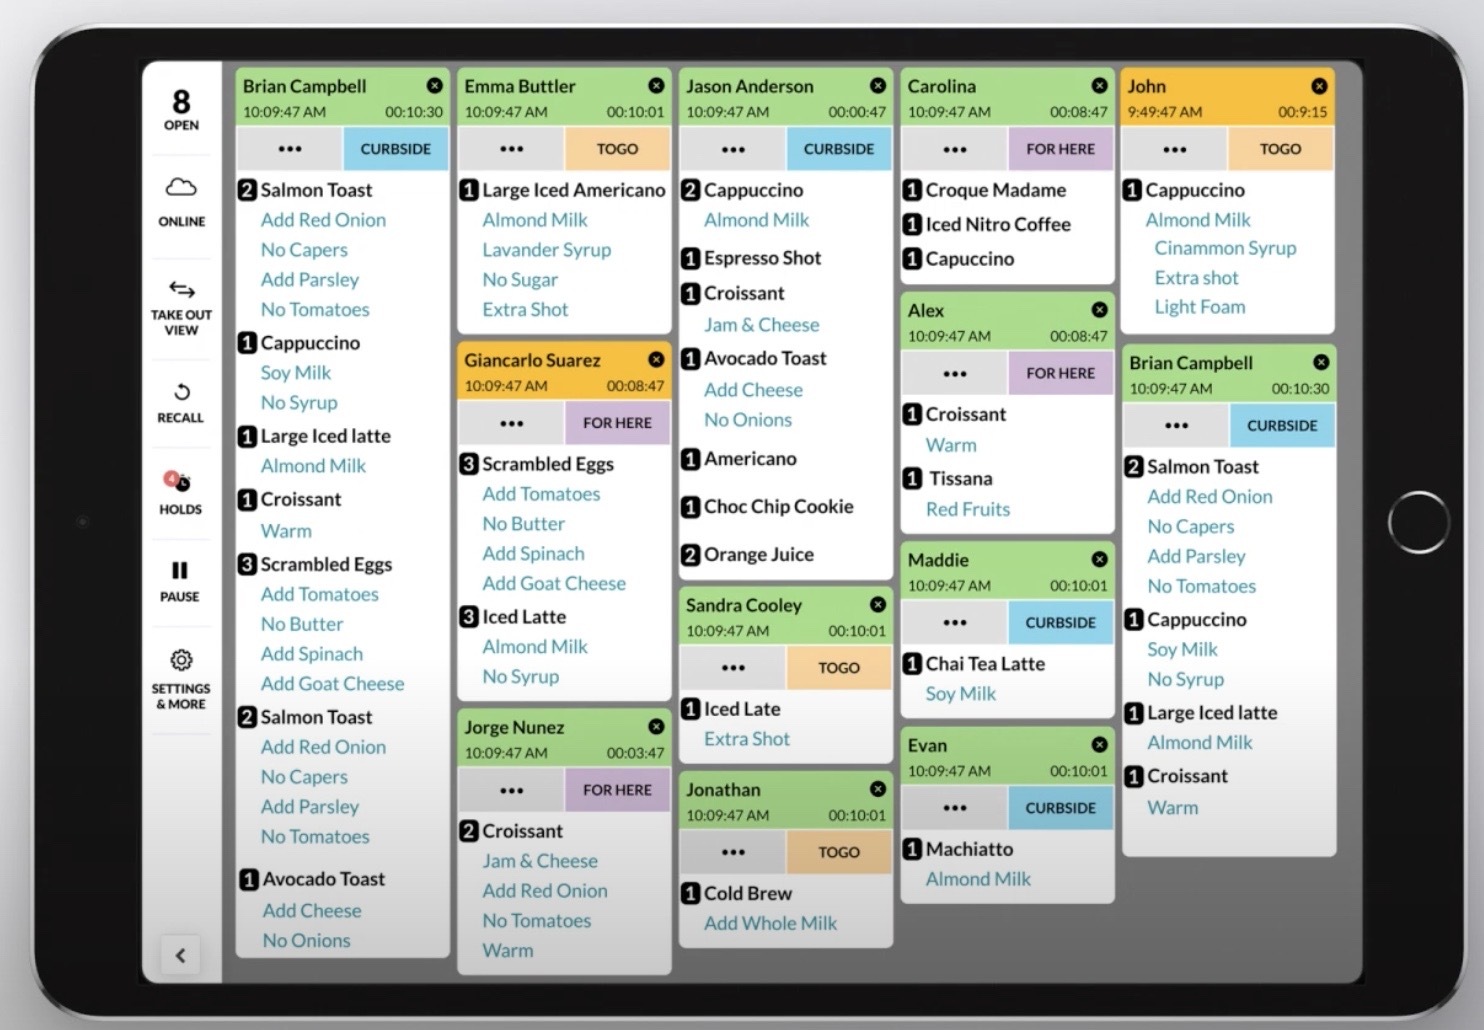 8
OPEN
ONLINE
TAKE OUT
VIEW
RECALL
4
HOLDS
PAUSE
SETTINGS
& MORE
Brian Campbell
10:09:47 AM 00:10:30
CURBSIDE
2 Salmon Toast
Add Red Onion
No Capers
Add Parsley
No Tomatoes
1 Cappuccino
Soy Milk
No Syrup
1 Large Iced latte
Almond Milk
1 Croissant
Warm
3 Scrambled Eggs
Add Tomatoes
No Butter
Add Spinach
Add Goat Cheese
2 Salmon Toast
Add Red Onion
No Capers
Add Parsley
No Tomatoes
1 Avocado Toast
Add Cheese
No Onions
Emma Buttler
10:09:47 AM 00:10:01
TOGO
1 Large Iced Americano
Almond Milk
Lavander Syrup
No Sugar
Extra Shot
Giancarlo Suarez
10:09:47 AM 00:08:47
FOR HERE
3 Scrambled Eggs
Add Tomatoes
No Butter
Add Spinach
Add Goat Cheese
3 Iced Latte
Almond Milk
No Syrup
Jorge Nunez
10:09:47 AM 00:03:47
FOR HERE
2 Croissant
Jam & Cheese
Add Red Onion
No Tomatoes
Warm
Jason Anderson
10:09:47 AM 00:00:47
CURBSIDE
2 Cappuccino
Almond Milk
1 Espresso Shot
1 Croissant
Jam & Cheese
1 Avocado Toast
Add Cheese
No Onions
1 Americano
1 Choc Chip Cookie
2 Orange Juice
Sandra Cooley
10:09:47 AM 00:10:01
TOGO
1 Iced Late
Extra Shot
Jonathan
10:09:47 AM 00:10:01
TOGO
1 Cold Brew
Add Whole Milk
Carolina
10:09:47 AM 00:08:47
FOR HERE
1 Croque Madame
1 Iced Nitro Coffee
1 Capuccino
Alex
10:09:47 AM 00:08:47
FOR HERE
1 Croissant
Warm
1 Tissana
Red Fruits
Maddie
10:09:47 AM 00:10:01
CURBSIDE
1 Chai Tea Latte
Soy Milk
Evan
10:09:47 AM 00:10:01
CURBSIDE
1 Machiatto
Almond Milk
John
9:49:47 AM 00:9:15
TOGO
1 Cappuccino
Almond Milk
Cinammon Syrup
Extra shot
Light Foam
Brian Campbell
10:09:47 AM 00:10:30
CURBSIDE
2 Salmon Toast
Add Red Onion
No Capers
Add Parsley
No Tomatoes
1 Cappuccino
Soy Milk
No Syrup
1 Large Iced latte
Almond Milk
1 Croissant
Warm